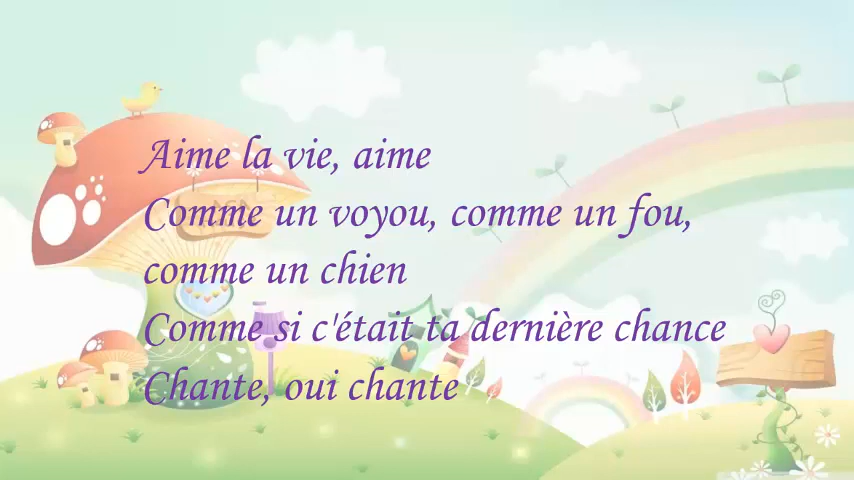 Aime la vie, aime
Comme un voyou, comme un fou,
comme un chien
Comme si c'était ta dernière chance
Chante, oui chante